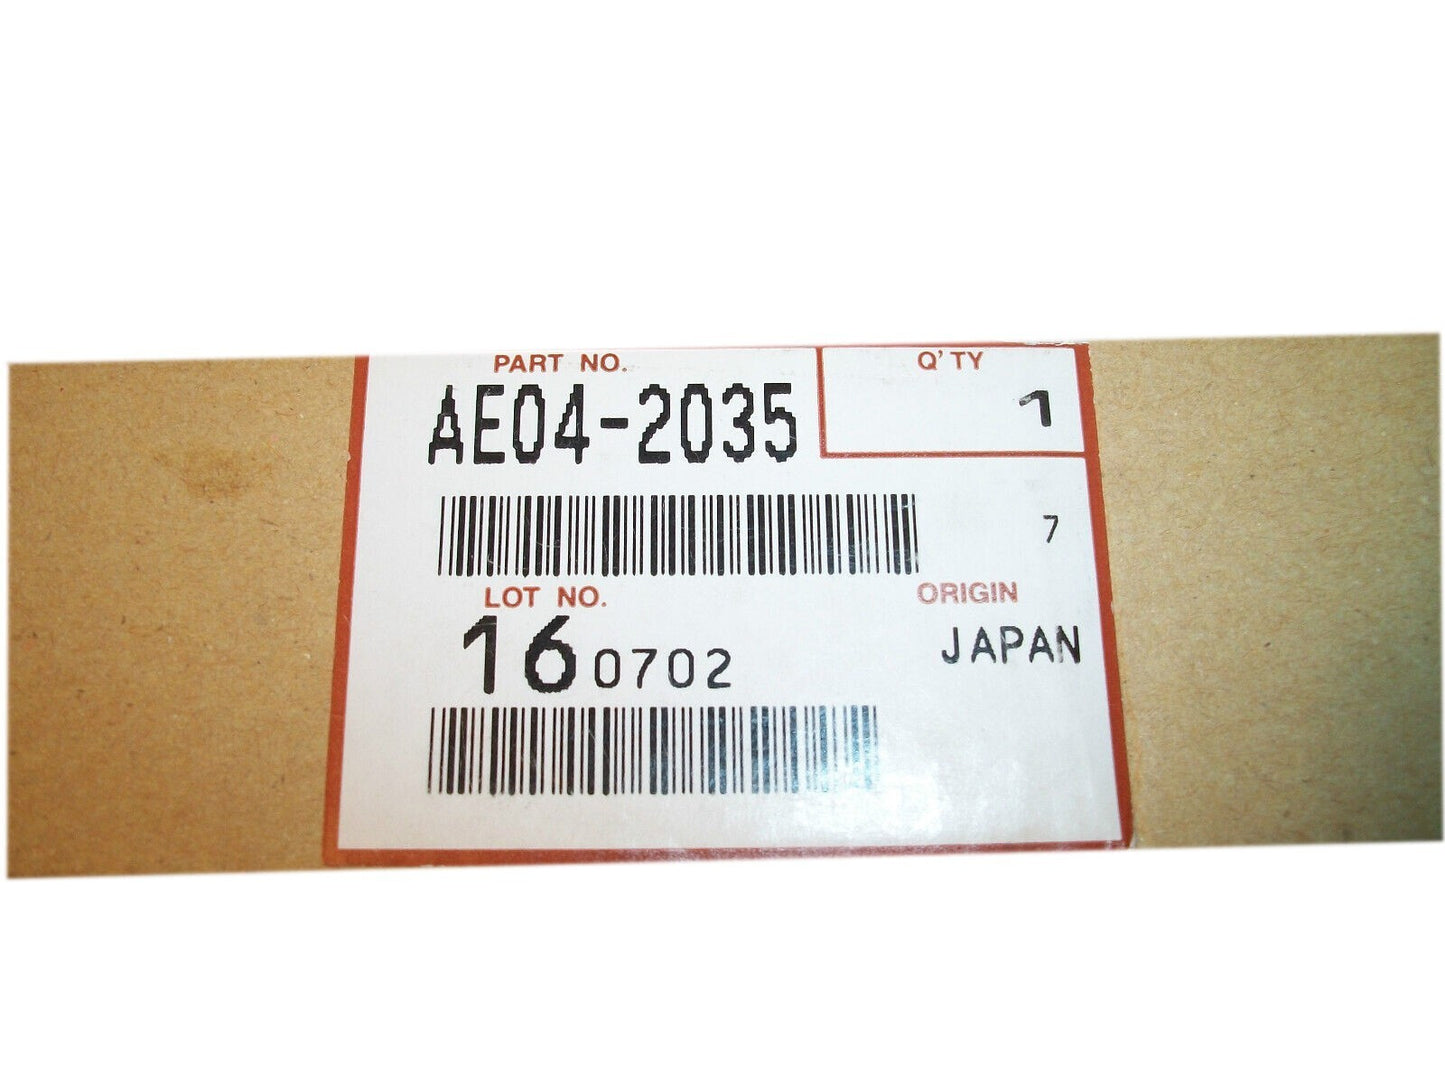 PART NO.
Q'TY
AE04-2035
1
7
LOT NO.
ORIGIN
160702
JAPAN